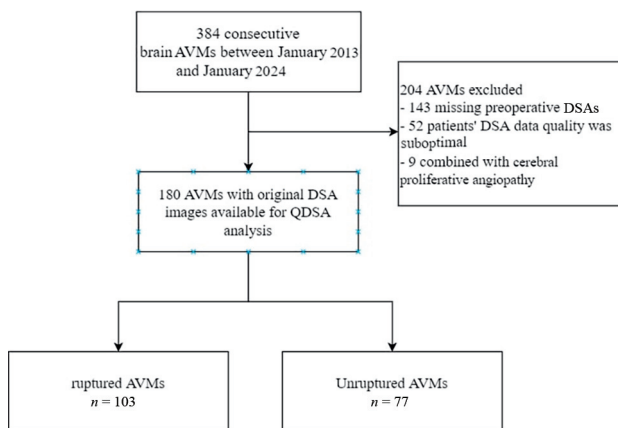 384 consecutive
brain AVMs between January 2013
and January 2024
204 AVMs excluded
- 143 missing preoperative DSAs
- 52 patients' DSA data quality was
suboptimal
- 9 combined with cerebral
proliferative angiopathy
180 AVMs with original DSA
images available for QDSA
analysis
ruptured AVMs
n = 103
Unruptured AVMs
n = 77